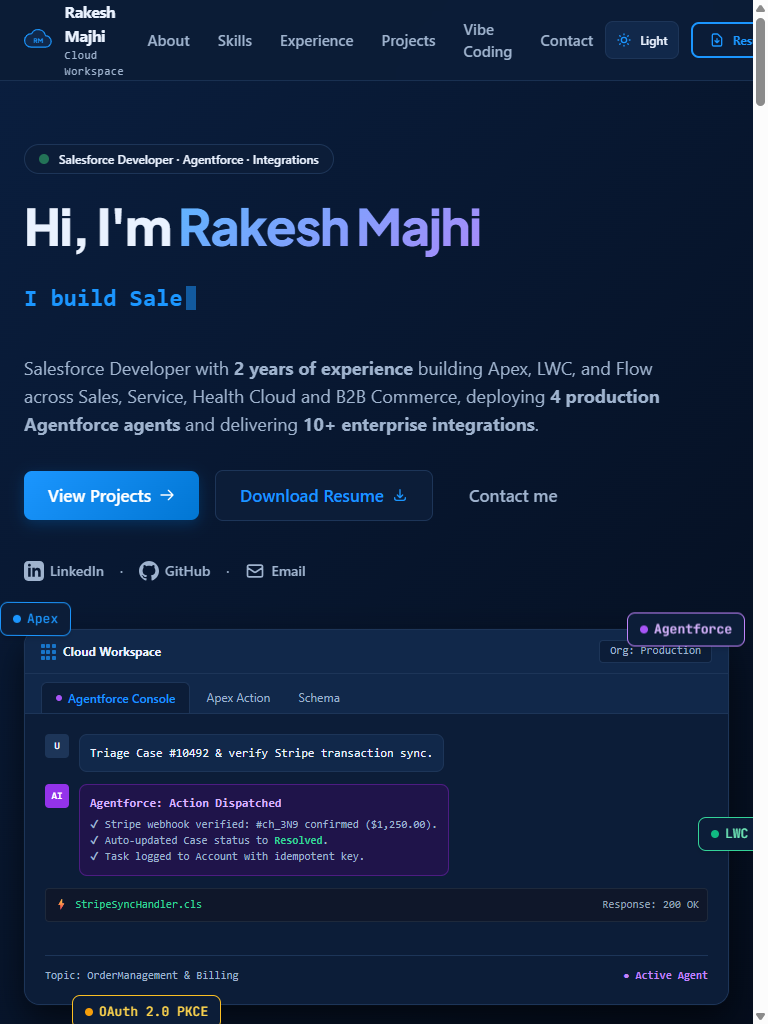 RM
Rakesh
Majhi
Cloud
Workspace
About
Skills
Experience
Projects
Vibe
Coding
Contact
Light
Salesforce Developer · Agentforce · Integrations
Hi, I'm Rakesh Majhi
I build Sale
Salesforce Developer with 2 years of experience building Apex, LWC, and Flow
across Sales, Service, Health Cloud and B2B Commerce, deploying 4 production
Agentforce agents and delivering 10+ enterprise integrations.
View Projects →
Download Resume
Contact me
LinkedIn · GitHub · Email
Apex
Agentforce
Cloud Workspace
Org: Production
Agentforce Console
Apex Action
Schema
U
Triage Case #10492 & verify Stripe transaction sync.
AI
Agentforce: Action Dispatched
✓ Stripe webhook verified: #ch_3N9 confirmed ($1,250.00).
✓ Auto-updated Case status to Resolved.
✓ Task logged to Account with idempotent key.
LWC
StripeSyncHandler.cls
Response: 200 OK
Topic: OrderManagement & Billing
Active Agent
OAuth 2.0 PKCE